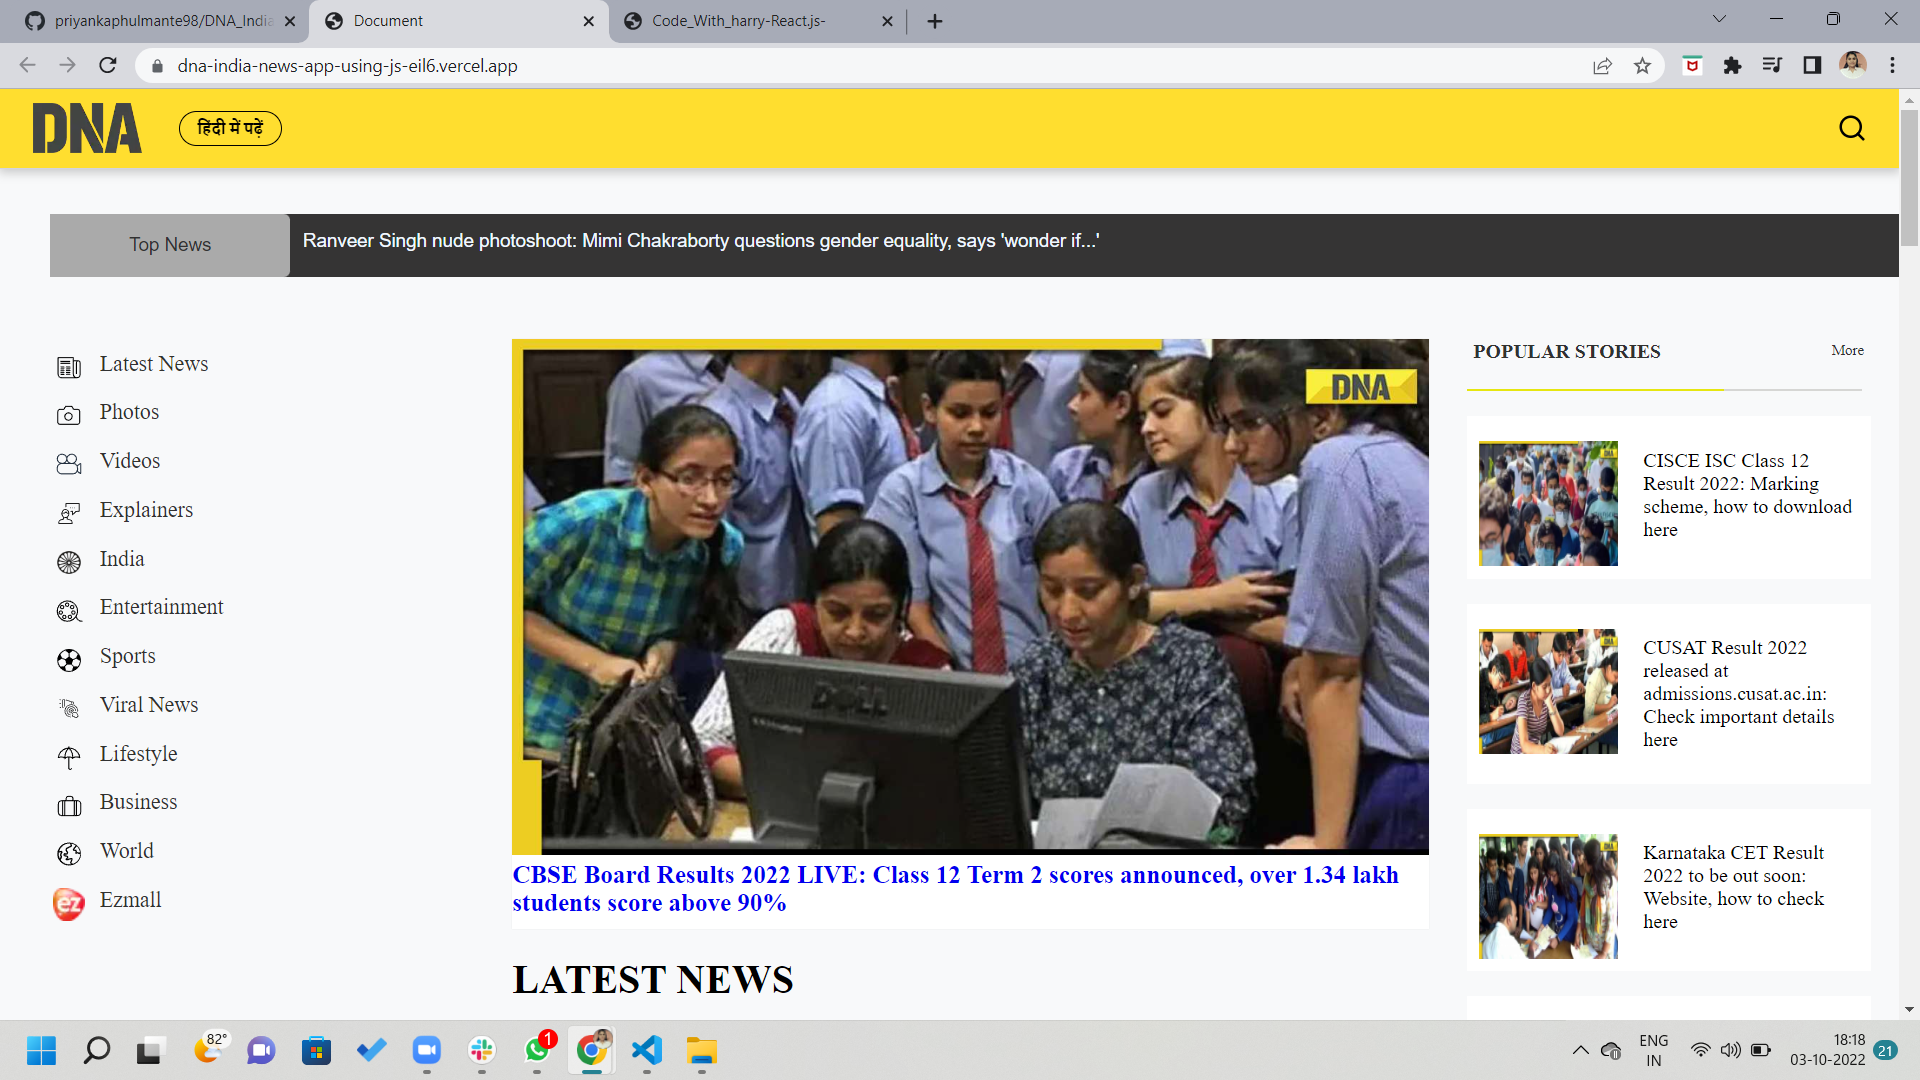 priyankaphulmante98/DNA_India
Document
Code_With_harry-React.js-
dna-india-news-app-using-js-eil6.vercel.app
DNA
हिंदी में पढ़ें
Top News
Ranveer Singh nude photoshoot: Mimi Chakraborty questions gender equality, says 'wonder if...'
Latest News
Photos
Videos
Explainers
India
Entertainment
Sports
Viral News
Lifestyle
Business
World
ez
Ezmall
DNA
CBSE Board Results 2022 LIVE: Class 12 Term 2 scores announced, over 1.34 lakh
students score above 90%
LATEST NEWS
POPULAR STORIES
More
DNA
CISCE ISC Class 12
Result 2022: Marking
scheme, how to download
here
DNA
CUSAT Result 2022
released at
admissions.cusat.ac.in:
Check important details
here
DNA
Karnataka CET Result
2022 to be out soon:
Website, how to check
here
82°
1
ENG
IN
18:18
03-10-2022
21